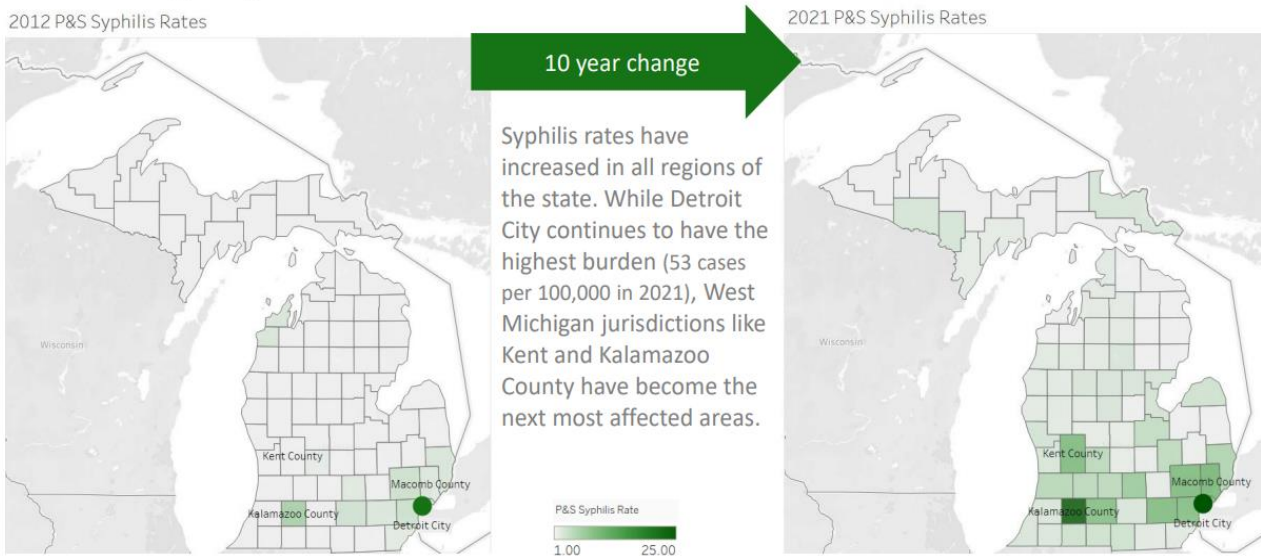 2012 P&S Syphilis Rates
10 year change
2021 P&S Syphilis Rates
Syphilis rates have
increased in all regions of
the state. While Detroit
City continues to have the
highest burden (53 cases
per 100,000 in 2021), West
Michigan jurisdictions like
Kent and Kalamazoo
County have become the
next most affected areas.
Wisconsin
Kent County
Macomb County
Kalamazoo County
Detroit City
P&S Syphilis Rate
1.00 25.00
Wisconsin
Kent County
Macomb County
Kalamazoo County
Detroit City